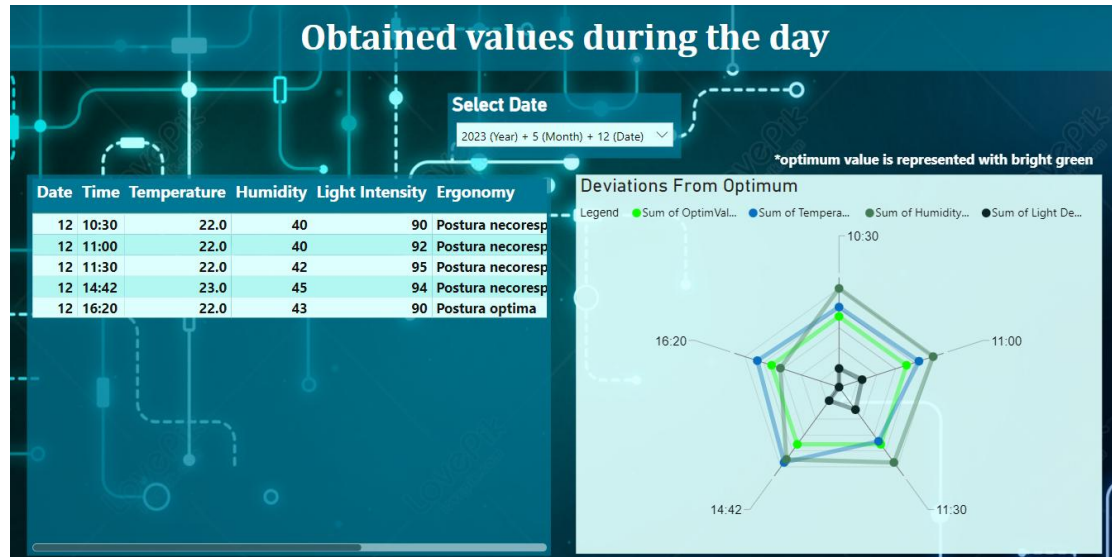 Obtained values during the day
Select Date
2023 (Year) + 5 (Month) + 12 (Date)
*optimum value is represented with bright green
Date Time Temperature Humidity Light Intensity Ergonomy
12 10:30 22.0 40 90 Postura necoresp
12 11:00 22.0 40 92 Postura necoresp
12 11:30 22.0 42 95 Postura necoresp
12 14:42 23.0 45 94 Postura necoresp
12 16:20 22.0 43 90 Postura optima
Deviations From Optimum
Legend Sum of OptimVal... Sum of Tempera... Sum of Humidity... Sum of Light De...
10:30
16:20 11:00
14:42 11:30